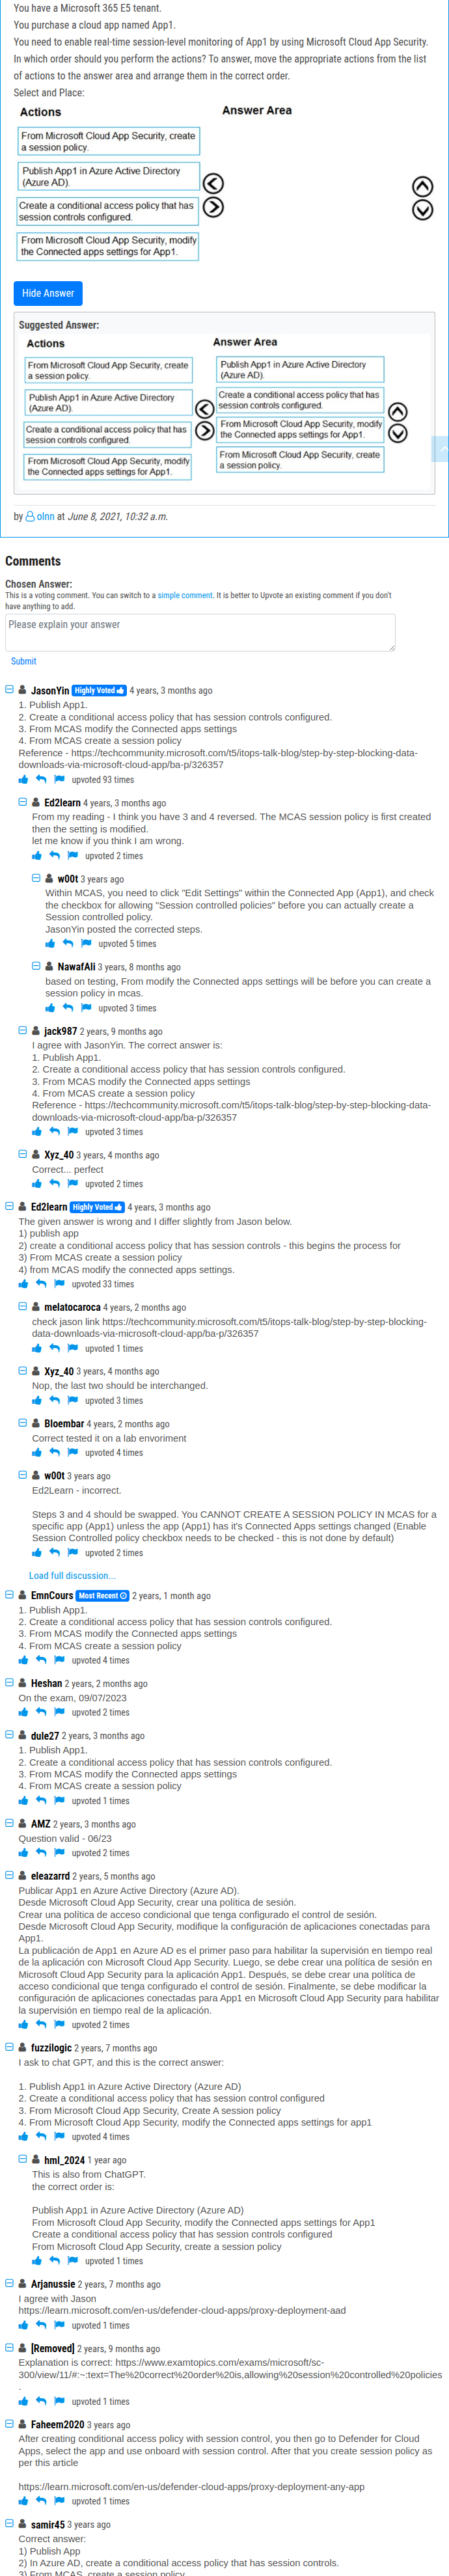 You have a Microsoft 365 E5 tenant.
You purchase a cloud app named App1.
You need to enable real-time session-level monitoring of App1 by using Microsoft Cloud App Security.
In which order should you perform the actions? To answer, move the appropriate actions from the list
of actions to the answer area and arrange them in the correct order.
Select and Place:
Actions
Answer Area
From Microsoft Cloud App Security, create
a session policy.
Publish App1 in Azure Active Directory
(Azure AD).
Create a conditional access policy that has
session controls configured.
From Microsoft Cloud App Security, modify
the Connected apps settings for App1.
Hide Answer
Suggested Answer:
Actions
Answer Area
From Microsoft Cloud App Security, create
a session policy.
Publish App1 in Azure Active Directory
(Azure AD).
Create a conditional access policy that has
session controls configured.
From Microsoft Cloud App Security, modify
the Connected apps settings for App1.
Publish App1 in Azure Active Directory
(Azure AD).
Create a conditional access policy that has
session controls configured.
From Microsoft Cloud App Security, modify
the Connected apps settings for App1.
From Microsoft Cloud App Security, create
a session policy.
by olnn at June 8, 2021, 10:32 a.m.
Comments
Chosen Answer:
This is a voting comment. You can switch to a simple comment. It is better to Upvote an existing comment if you don't
have anything to add.
Please explain your answer
Submit
JasonYin Highly Voted 4 years, 3 months ago
1. Publish App1.
2. Create a conditional access policy that has session controls configured.
3. From MCAS modify the Connected apps settings
4. From MCAS create a session policy
Reference - https://techcommunity.microsoft.com/t5/itops-talk-blog/step-by-step-blocking-data-
downloads-via-microsoft-cloud-app/ba-p/326357
upvoted 93 times
Ed2learn 4 years, 3 months ago
From my reading - I think you have 3 and 4 reversed. The MCAS session policy is first created
then the setting is modified.
let me know if you think I am wrong.
upvoted 2 times
w00t 3 years ago
Within MCAS, you need to click "Edit Settings" within the Connected App (App1), and check
the checkbox for allowing "Session controlled policies" before you can actually create a
Session controlled policy.
JasonYin posted the corrected steps.
upvoted 5 times
NawafAli 3 years, 8 months ago
based on testing, From modify the Connected apps settings will be before you can create a
session policy in mcas.
upvoted 3 times
jack987 2 years, 9 months ago
I agree with JasonYin. The correct answer is:
1. Publish App1.
2. Create a conditional access policy that has session controls configured.
3. From MCAS modify the Connected apps settings
4. From MCAS create a session policy
Reference - https://techcommunity.microsoft.com/t5/itops-talk-blog/step-by-step-blocking-data-
downloads-via-microsoft-cloud-app/ba-p/326357
upvoted 3 times
Xyz_40 3 years, 4 months ago
Correct... perfect
upvoted 2 times
Ed2learn Highly Voted 4 years, 3 months ago
The given answer is wrong and I differ slightly from Jason below.
1) publish app
2) create a conditional access policy that has session controls - this begins the process for
3) From MCAS create a session policy
4) from MCAS modify the connected apps settings.
upvoted 33 times
melatocaroca 4 years, 2 months ago
check jason link https://techcommunity.microsoft.com/t5/itops-talk-blog/step-by-step-blocking-
data-downloads-via-microsoft-cloud-app/ba-p/326357
upvoted 1 times
Xyz_40 3 years, 4 months ago
Nop, the last two should be interchanged.
upvoted 3 times
Bloembar 4 years, 2 months ago
Correct tested it on a lab envoriment
upvoted 4 times
w00t 3 years ago
Ed2Learn - incorrect.
Steps 3 and 4 should be swapped. You CANNOT CREATE A SESSION POLICY IN MCAS for a
specific app (App1) unless the app (App1) has it's Connected Apps settings changed (Enable
Session Controlled policy checkbox needs to be checked - this is not done by default)
upvoted 2 times
Load full discussion...
EmnCours Most Recent 2 years, 1 month ago
1. Publish App1.
2. Create a conditional access policy that has session controls configured.
3. From MCAS modify the Connected apps settings
4. From MCAS create a session policy
upvoted 4 times
Heshan 2 years, 2 months ago
On the exam, 09/07/2023
upvoted 2 times
dule27 2 years, 3 months ago
1. Publish App1.
2. Create a conditional access policy that has session controls configured.
3. From MCAS modify the Connected apps settings
4. From MCAS create a session policy
upvoted 1 times
AMZ 2 years, 3 months ago
Question valid - 06/23
upvoted 2 times
eleazarrd 2 years, 5 months ago
Publicar App1 en Azure Active Directory (Azure AD).
Desde Microsoft Cloud App Security, crear una política de sesión.
Crear una política de acceso condicional que tenga configurado el control de sesión.
Desde Microsoft Cloud App Security, modifique la configuración de aplicaciones conectadas para
App1.
La publicación de App1 en Azure AD es el primer paso para habilitar la supervisión en tiempo real
de la aplicación con Microsoft Cloud App Security. Luego, se debe crear una política de sesión en
Microsoft Cloud App Security para la aplicación App1. Después, se debe crear una política de
acceso condicional que tenga configurado el control de sesión. Finalmente, se debe modificar la
configuración de aplicaciones conectadas para App1 en Microsoft Cloud App Security para habilitar
la supervisión en tiempo real de la aplicación.
upvoted 2 times
fuzzilogic 2 years, 7 months ago
I ask to chat GPT, and this is the correct answer:
1. Publish App1 in Azure Active Directory (Azure AD)
2. Create a conditional access policy that has session control configured
3. From Microsoft Cloud App Security, Create A session policy
4. From Microsoft Cloud App Security, modify the Connected apps settings for app1
upvoted 4 times
hml_2024 1 year ago
This is also from ChatGPT.
the correct order is:
Publish App1 in Azure Active Directory (Azure AD)
From Microsoft Cloud App Security, modify the Connected apps settings for App1
Create a conditional access policy that has session controls configured
From Microsoft Cloud App Security, create a session policy
upvoted 1 times
Arjanussie 2 years, 7 months ago
I agree with Jason
https://learn.microsoft.com/en-us/defender-cloud-apps/proxy-deployment-aad
upvoted 1 times
[Removed] 2 years, 9 months ago
Explanation is correct: https://www.examtopics.com/exams/microsoft/sc-
300/view/11/#:~:text=The%20correct%20order%20is,allowing%20session%20controlled%20policies
.
upvoted 1 times
Faheem2020 3 years ago
After creating conditional access policy with session control, you then go to Defender for Cloud
Apps, select the app and use onboard with session control. After that you create session policy as
per this article
https://learn.microsoft.com/en-us/defender-cloud-apps/proxy-deployment-any-app
upvoted 1 times
samir45 3 years ago
Correct answer:
1) Publish App
2) In Azure AD, create a conditional access policy that has session controls.
3) From MCAS, create a session policy